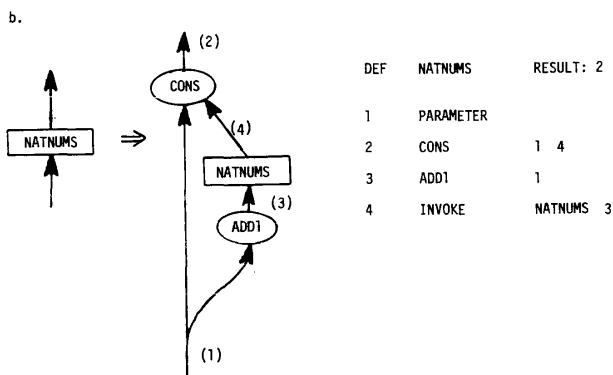 b.
(2)
CONS
(4)
NATNUMS
⇒
NATNUMS
(3)
ADD1
(1)
DEF NATNUMS RESULT: 2
1 PARAMETER
2 CONS 1 4
3 ADD1 1
4 INVOKE NATNUMS 3